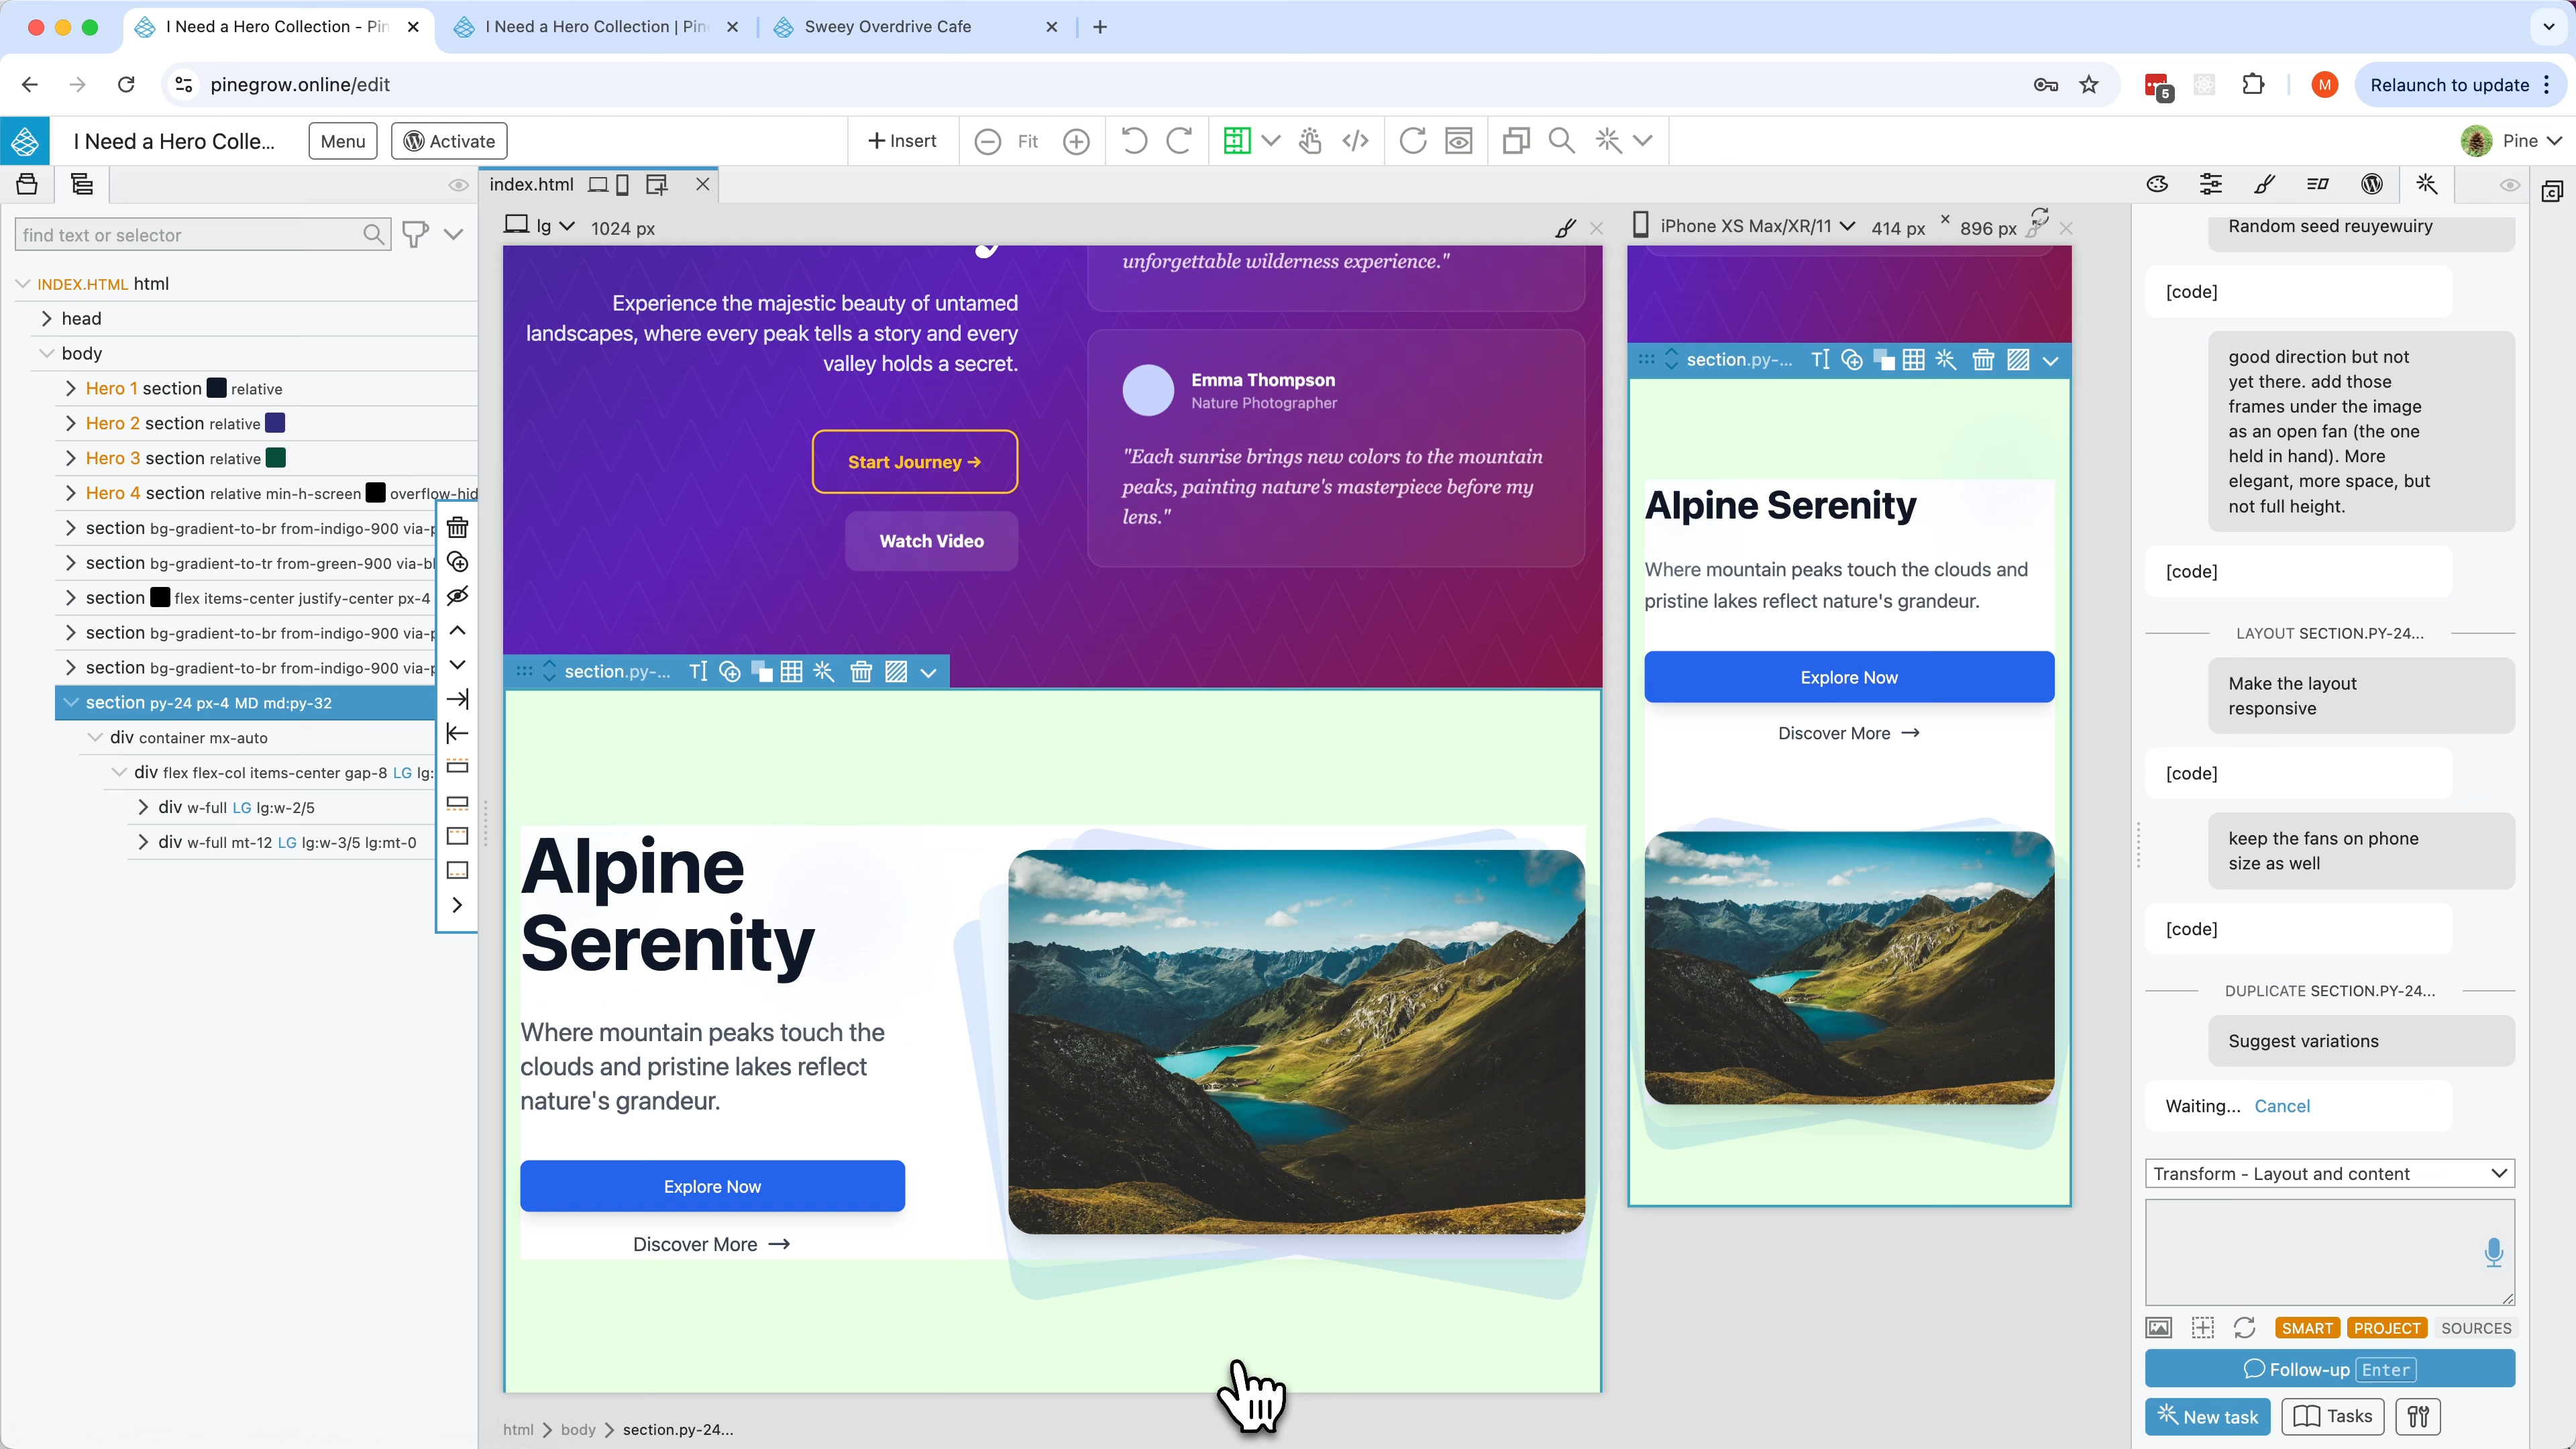 I Need a Hero Collection - Pin
I Need a Hero Collection | Pin
Sweey Overdrive Cafe
pinegrow.online/edit
5
M
Relaunch to update
I Need a Hero Colle...
Menu
Activate
Insert
Fit
Pine
index.html
find text or selector
lg
1024 px
iPhone XS Max/XR/11
414 px
×
896 px
INDEX.HTML html
head
body
Hero 1 section relative
Hero 2 section relative
Hero 3 section relative
Hero 4 section relative min-h-screen overflow-hid
section bg-gradient-to-br from-indigo-900 via-p
section bg-gradient-to-tr from-green-900 via-bl
section flex items-center justify-center px-4
section bg-gradient-to-br from-indigo-900 via-p
section bg-gradient-to-br from-indigo-900 via-p
section py-24 px-4 MD md:py-32
div container mx-auto
div flex flex-col items-center gap-8 LG lg:
div w-full LG lg:w-2/5
div w-full mt-12 LG lg:w-3/5 lg:mt-0
Experience the majestic beauty of untamed
landscapes, where every peak tells a story and every
valley holds a secret.
Start Journey →
Watch Video
unforgettable wilderness experience."
Emma Thompson
Nature Photographer
"Each sunrise brings new colors to the mountain
peaks, painting nature's masterpiece before my
lens."
section.py-...
Alpine
Serenity
Where mountain peaks touch the
clouds and pristine lakes reflect
nature's grandeur.
Explore Now
Discover More →
section.py-...
Alpine Serenity
Where mountain peaks touch the clouds and
pristine lakes reflect nature's grandeur.
Explore Now
Discover More →
html > body > section.py-24...
Random seed reuyewuiry
[code]
good direction but not
yet there. add those
frames under the image
as an open fan (the one
held in hand). More
elegant, more space, but
not full height.
[code]
LAYOUT SECTION.PY-24...
Make the layout
responsive
[code]
keep the fans on phone
size as well
[code]
DUPLICATE SECTION.PY-24...
Suggest variations
Waiting... Cancel
Transform - Layout and content
SMART
PROJECT
SOURCES
Follow-up Enter
New task
Tasks